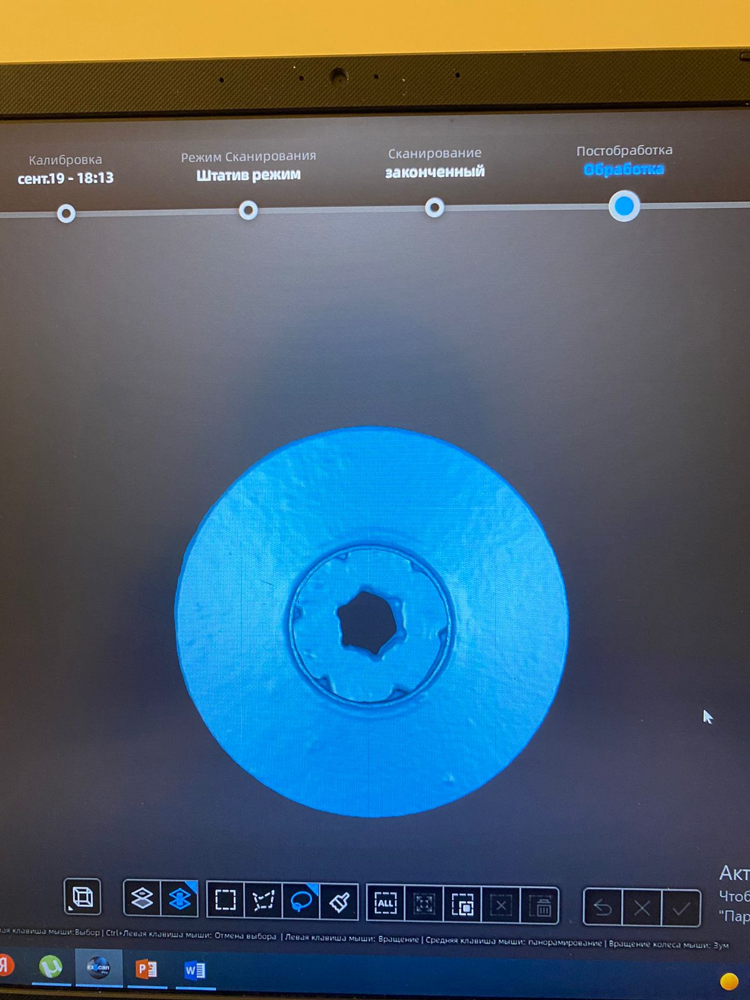 Калибровка
сент.19 - 18:13
Режим Сканирования
Штатив режим
Сканирование
законченный
Постобработка
Обработка
ALL
Акт
Чтоб
"Пар
клавиша мыши:Выбор | Ctrl+Левая клавиша мыши: Отмена выбора | Левая клавиша мыши: Вращение | Средняя клавиша мыши: панорамирование | Вращение колеса мыши: Зум
Я
µ
EXScan
Pro
P
W